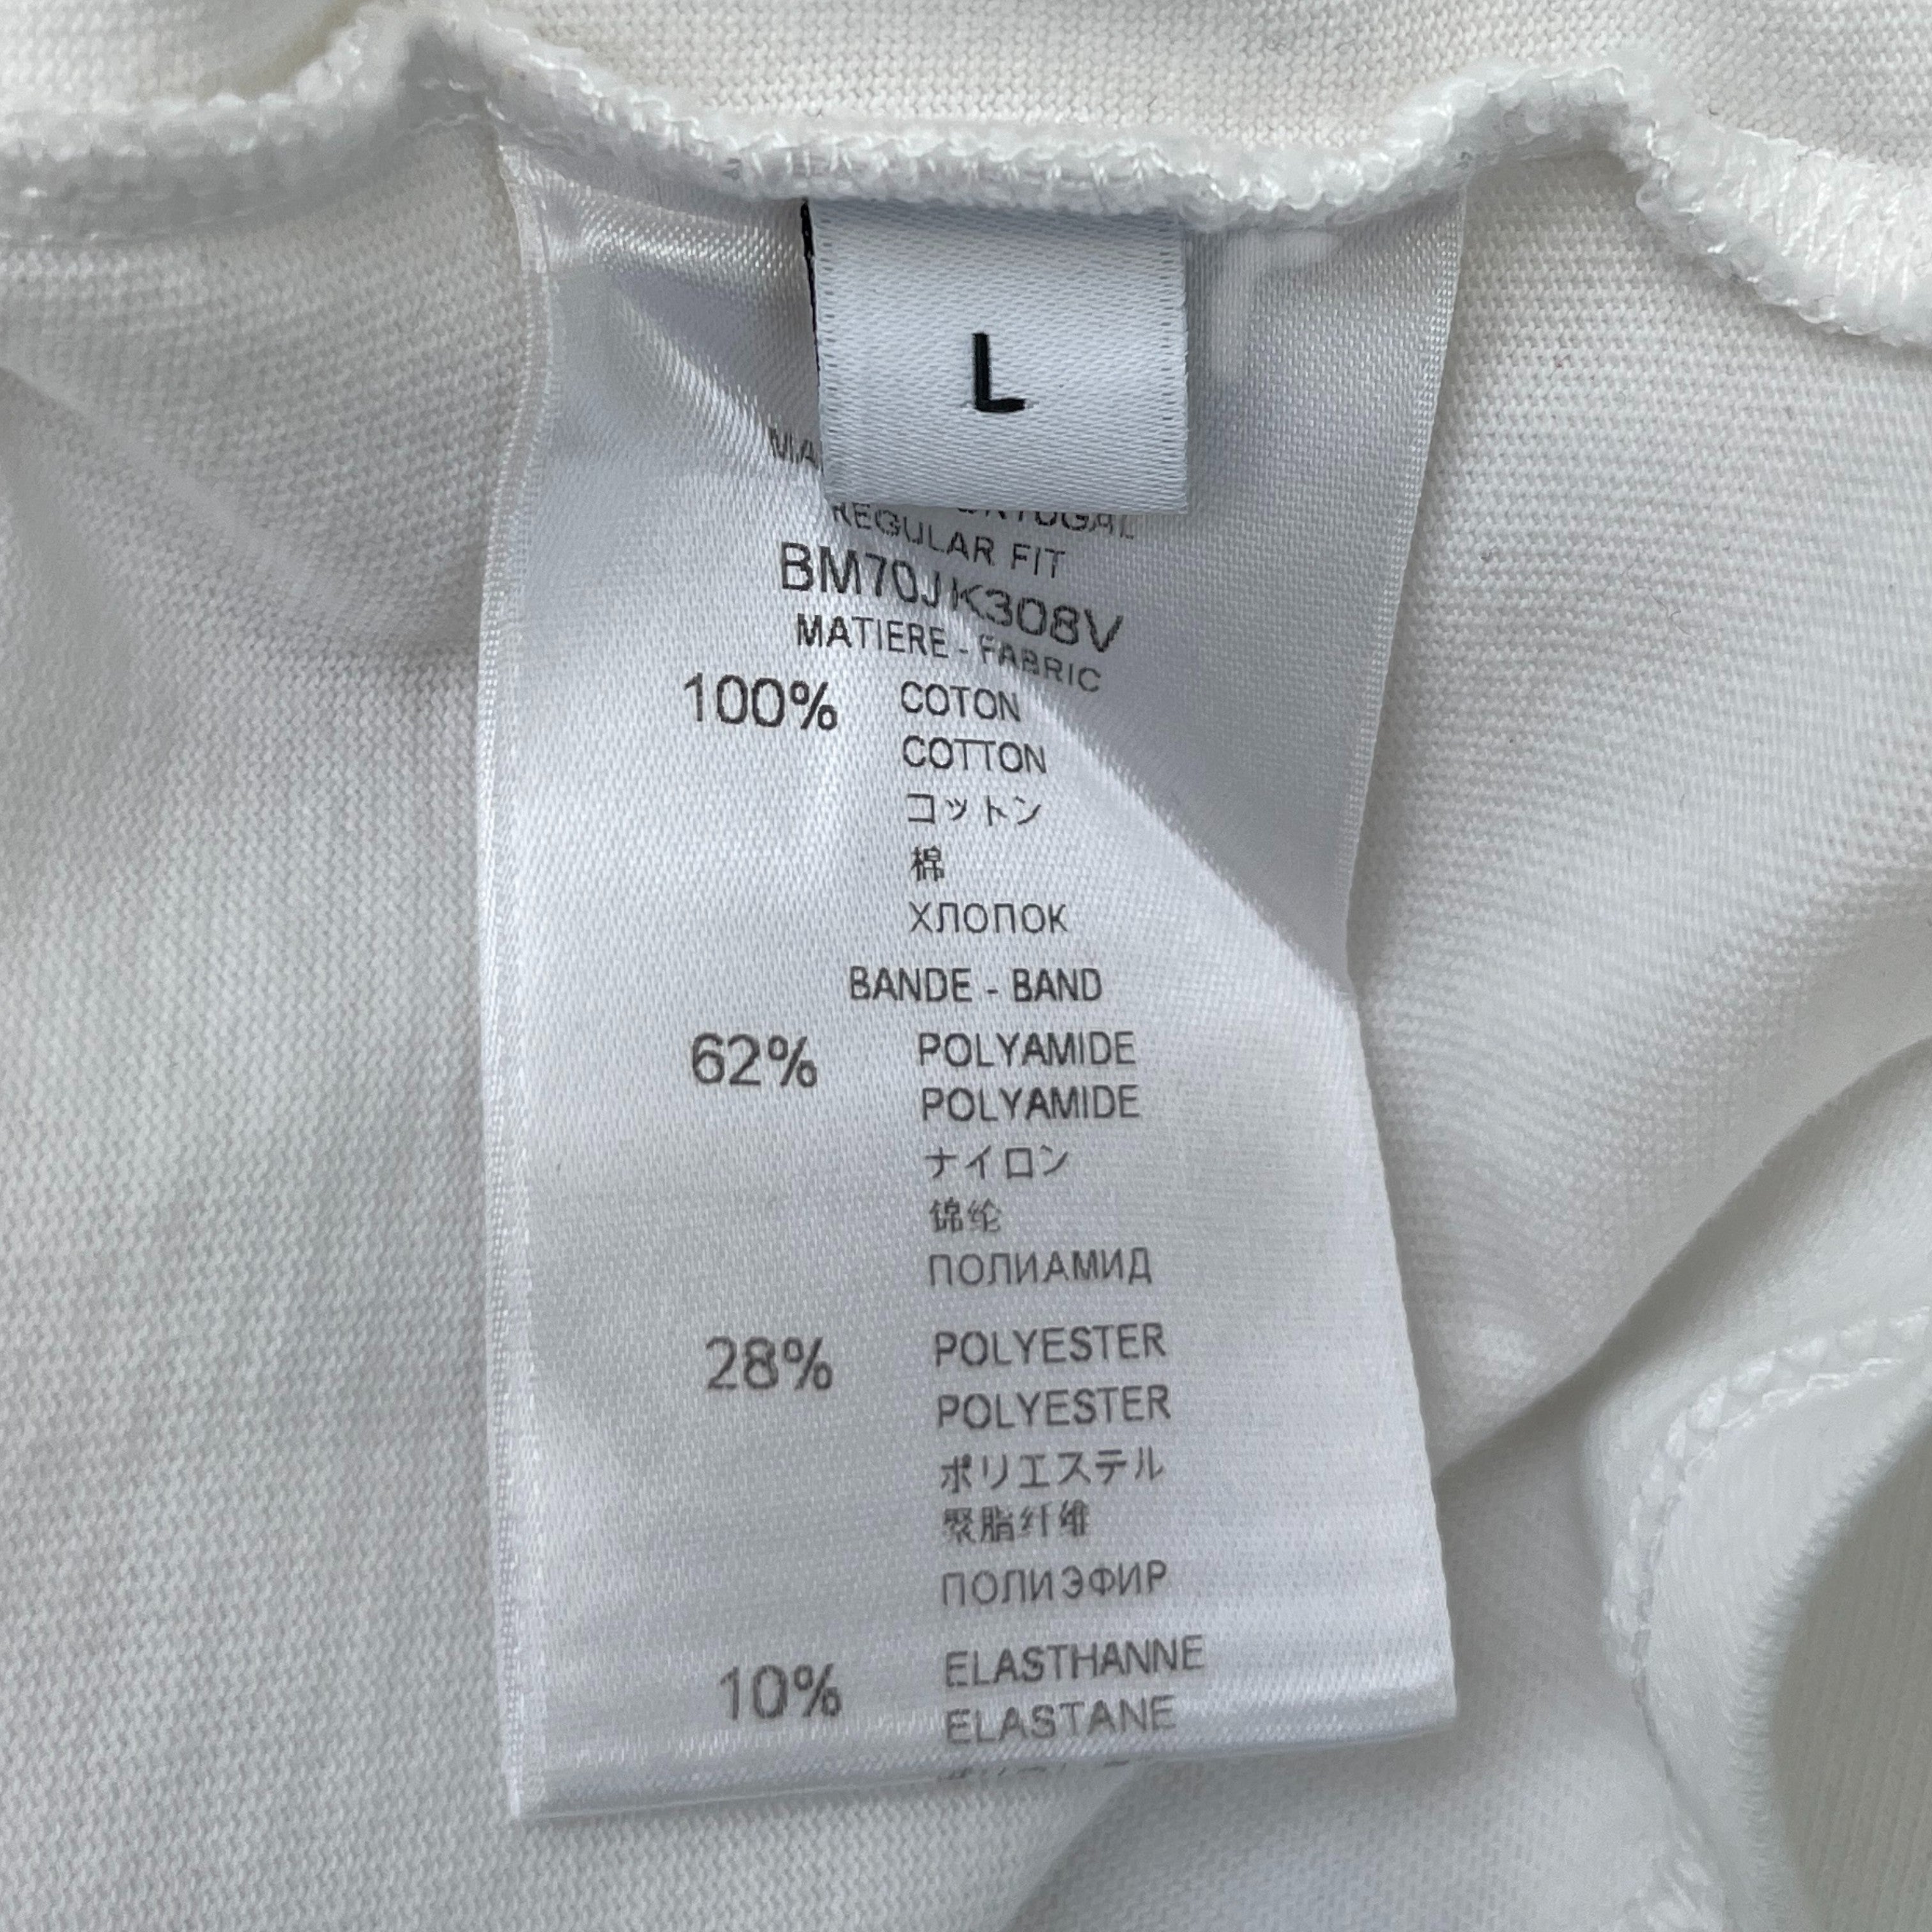 L
REGULAR FIT
BM70JK308V
MATIERE - FABRIC
100% COTON
COTTON
コットン
棉
ХЛОПОК
BANDE - BAND
62% POLYAMIDE
POLYAMIDE
ナイロン
锦纶
ПОЛИАМИД
28% POLYESTER
POLYESTER
ポリエステル
聚脂纤维
ПОЛИЭФИР
10% ELASTHANNE
ELASTANE